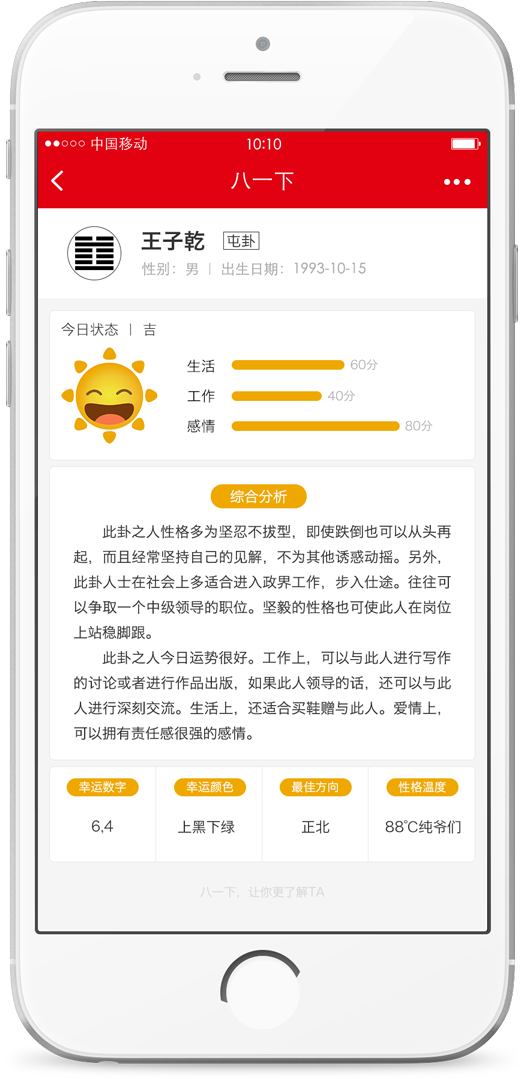 中国移动 10:10
八一下
王子乾 屯卦
性别：男 | 出生日期：1993-10-15
今日状态 | 吉
生活 60分
工作 40分
感情 80分
综合分析
此卦之人性格多为坚忍不拔型，即使跌倒也可以从头再
起，而且经常坚持自己的见解，不为其他诱惑动摇。另外，
此卦人士在社会上多适合进入政界工作，步入仕途。往往可
以争取一个中级领导的职位。坚毅的性格也可使此人在岗位
上站稳脚跟。
此卦之人今日运势很好。工作上，可以与此人进行写作
的讨论或者进行作品出版，如果此人领导的话，还可以与此
人进行深刻交流。生活上，还适合买鞋赠与此人。爱情上，
可以拥有责任感很强的感情。
幸运数字 幸运颜色 最佳方向 性格温度
6,4 上黑下绿 正北 88℃纯爷们
八一下，让你更了解TA